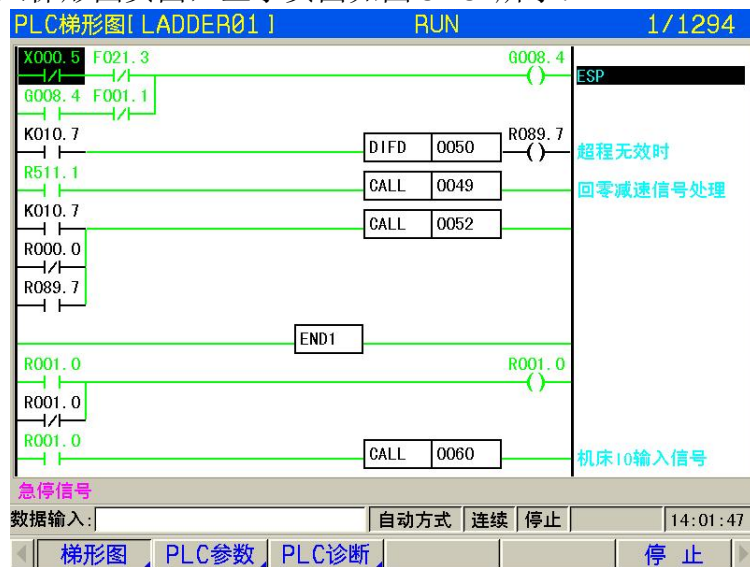 PLC梯形图[LADDER01] RUN 1/1294
X000.5 F021.3 G008.4
ESP
G008.4 F001.1
K010.7 DIFD 0050 R089.7
超程无效时
R511.1 CALL 0049
回零减速信号处理
K010.7 CALL 0052
R000.0
R089.7
END1
R001.0 R001.0
R001.0
R001.0 CALL 0060
机床IO输入信号
急停信号
数据输入: 自动方式 连续 停止 14:01:47
梯形图 PLC参数 PLC诊断 停 止